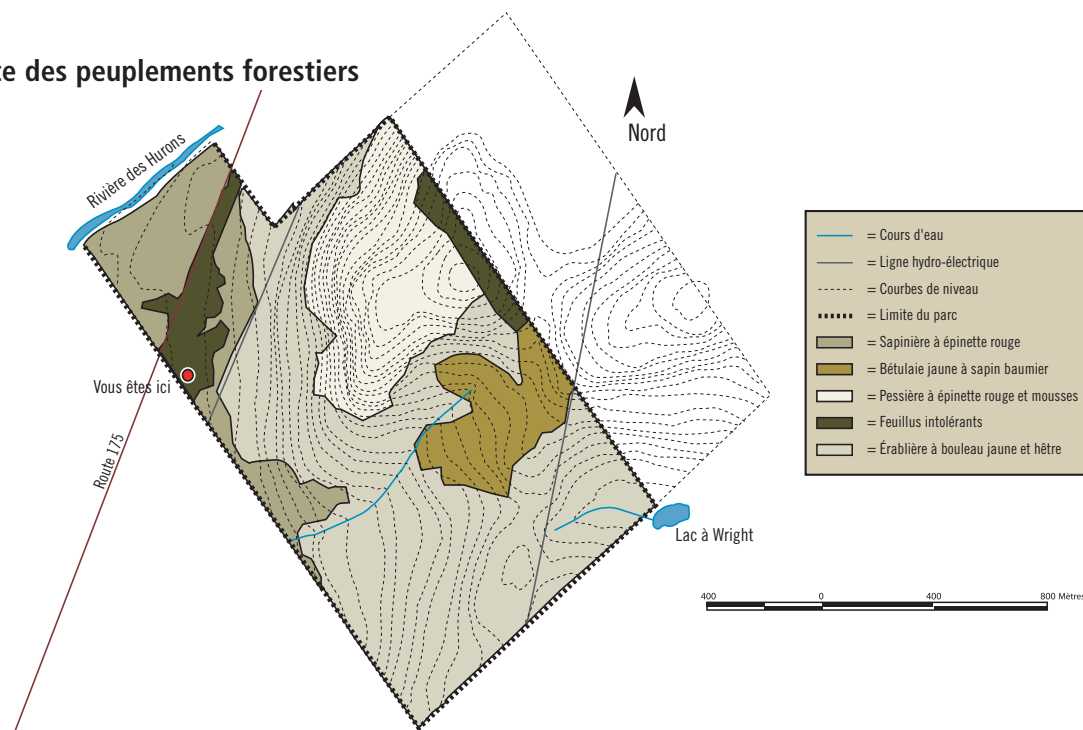 des peuplements forestiers
Nord
Rivière des Hurons
Vous êtes ici
Route 175
Lac à Wright
= Cours d'eau
= Ligne hydro-électrique
= Courbes de niveau
= Limite du parc
= Sapinière à épinette rouge
= Bétulaie jaune à sapin baumier
= Pessière à épinette rouge et mousses
= Feuillus intolérants
= Érablière à bouleau jaune et hêtre
400 0 400 800 Mètres